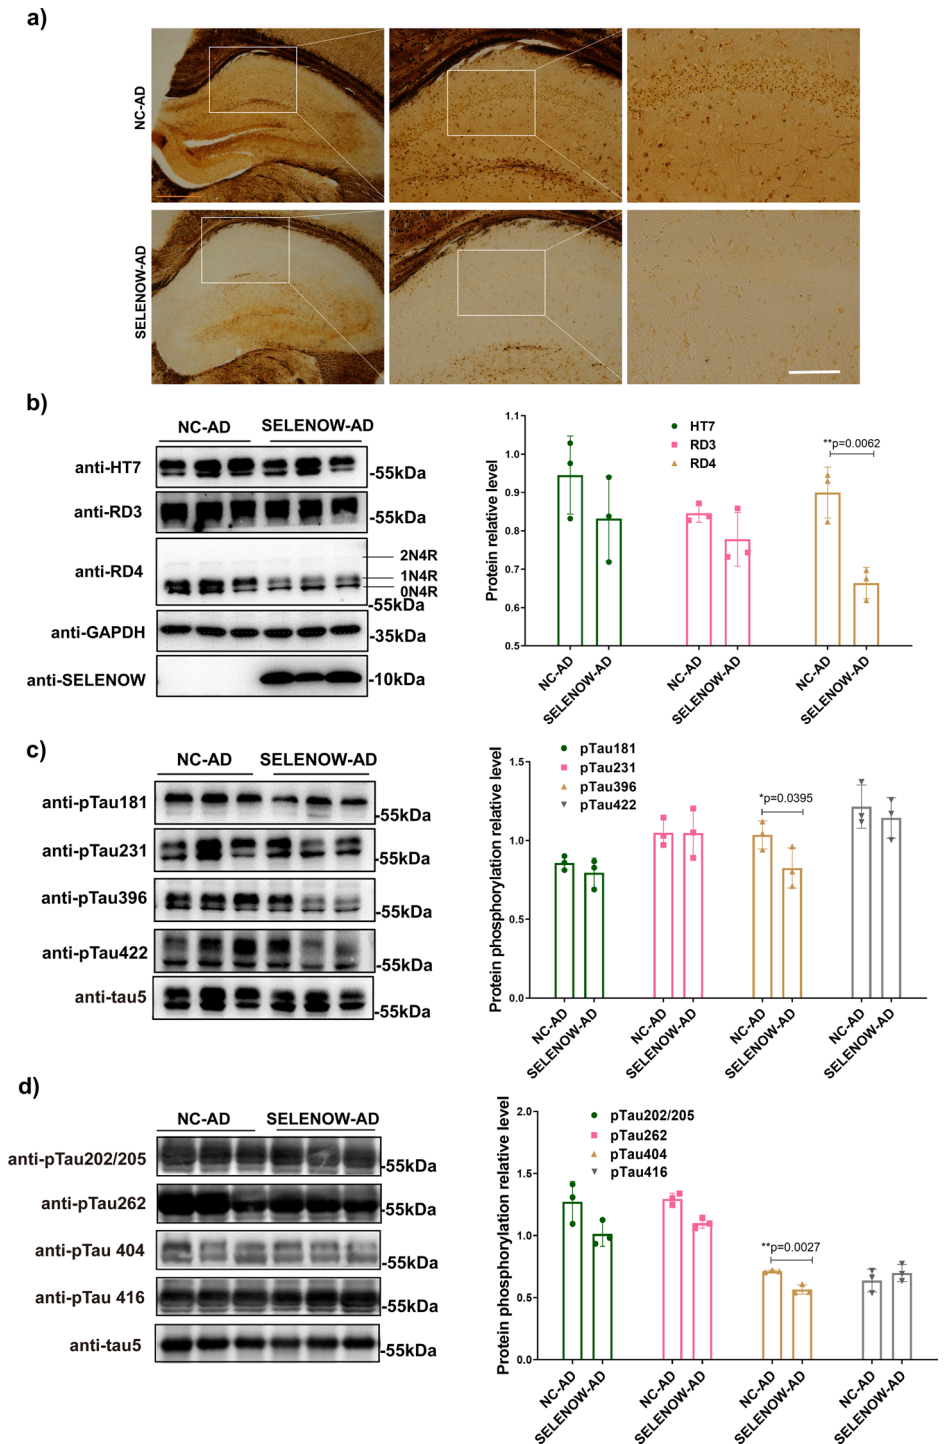 a)
NC-AD
SELENOW-AD
b)
NC-AD SELENOW-AD
anti-HT7
-55kDa
anti-RD3
-55kDa
anti-RD4
2N4R
1N4R
0N4R
-55kDa
anti-GAPDH
-35kDa
anti-SELENOW
-10kDa
Protein relative level
1.1
1.0
0.9
0.8
0.7
0.6
0.5
HT7
RD3
RD4
**p=0.0062
NC-AD
SELENOW-AD
NC-AD
SELENOW-AD
NC-AD
SELENOW-AD
c)
NC-AD SELENOW-AD
anti-pTau181
-55kDa
anti-pTau231
-55kDa
anti-pTau396
-55kDa
anti-pTau422
-55kDa
anti-tau5
-55kDa
Protein phosphorylation relative level
1.5
1.0
0.5
0.0
pTau181
pTau231
pTau396
pTau422
*p=0.0395
NC-AD
SELENOW-AD
NC-AD
SELENOW-AD
NC-AD
SELENOW-AD
NC-AD
SELENOW-AD
d)
NC-AD SELENOW-AD
anti-pTau202/205
-55kDa
anti-pTau262
-55kDa
anti-pTau 404
-55kDa
anti-pTau 416
-55kDa
anti-tau5
-55kDa
Protein phosphorylation relative level
2.0
1.5
1.0
0.5
0.0
pTau202/205
pTau262
pTau404
pTau416
**p=0.0027
NC-AD
SELENOW-AD
NC-AD
SELENOW-AD
NC-AD
SELENOW-AD
NC-AD
SELENOW-AD